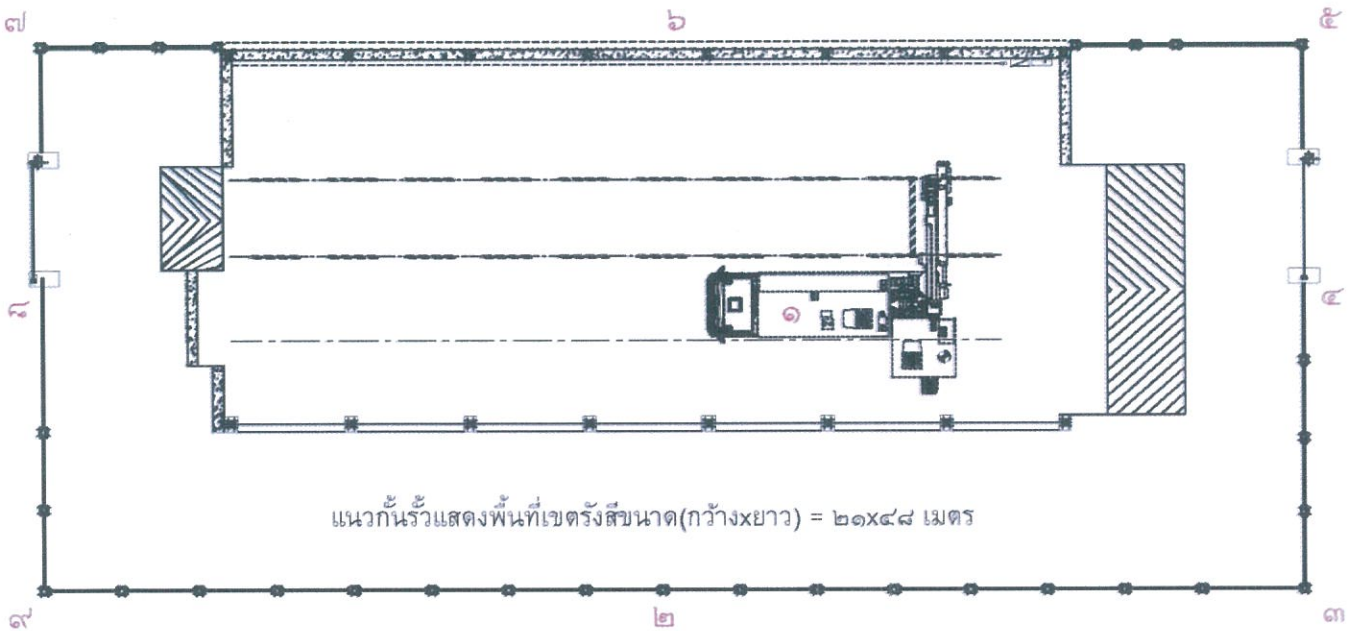 ๗ ๖ ๕
๘ ๑ ๔
แนวกั้นรั้วแสดงพื้นที่เขตรังสีขนาด(กว้างxยาว) = ๒๑x๔๘ เมตร
๙ ๒ ๓